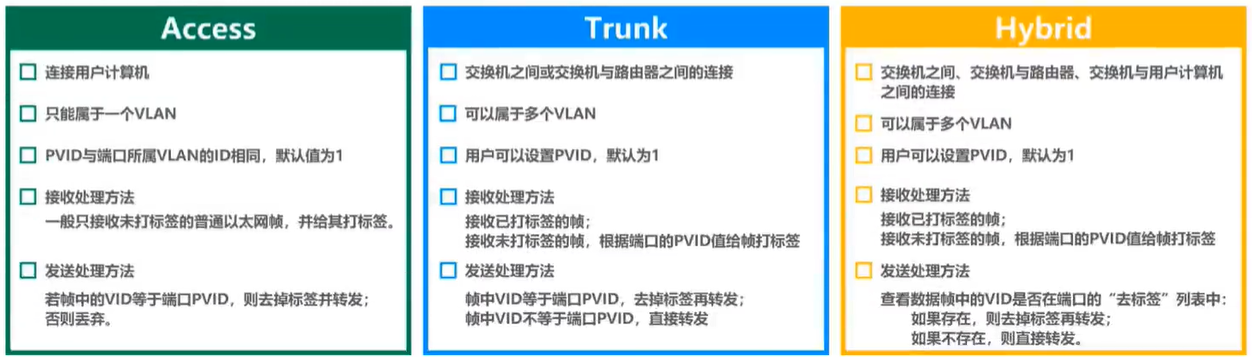 Access
连接用户计算机
只能属于一个VLAN
PVID与端口所属VLAN的ID相同，默认值为1
接收处理方法
一般只接收未打标签的普通以太网帧，并给其打标签。
发送处理方法
若帧中的VID等于端口PVID，则去掉标签并转发；
否则丢弃。
Trunk
交换机之间或交换机与路由器之间的连接
可以属于多个VLAN
用户可以设置PVID，默认为1
接收处理方法
接收已打标签的帧；
接收未打标签的帧，根据端口的PVID值给帧打标签
发送处理方法
帧中VID等于端口PVID，去掉标签再转发；
帧中VID不等于端口PVID，直接转发
Hybrid
交换机之间、交换机与路由器、交换机与用户计算机
之间的连接
可以属于多个VLAN
用户可以设置PVID，默认为1
接收处理方法
接收已打标签的帧；
接收未打标签的帧，根据端口的PVID值给帧打标签
发送处理方法
查看数据帧中的VID是否在端口的“去标签”列表中：
如果存在，则去掉标签再转发；
如果不存在，则直接转发。